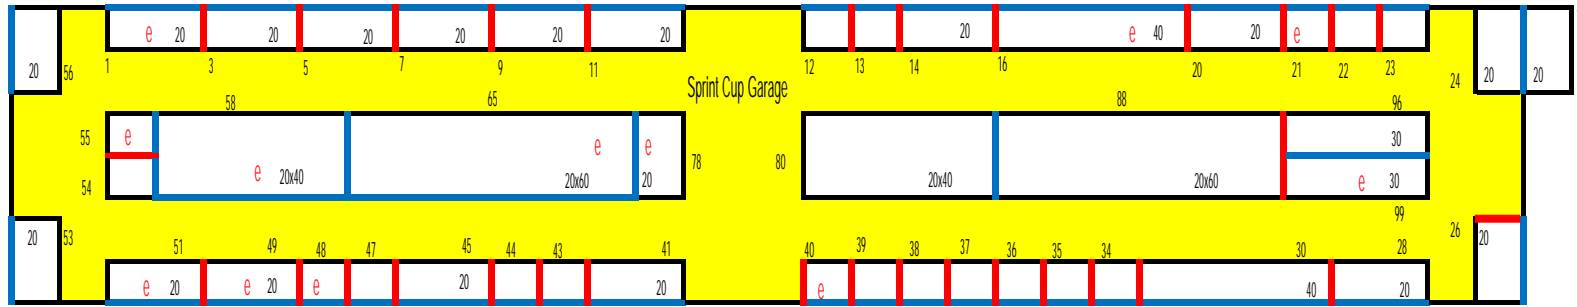 e 20 20 20 20 20 20 20 e 40 20 e
1 3 5 7 9 11 12 13 14 16 20 21 22 23
20 56 24 20 20
Sprint Cup Garage
58 65 88 96
55 e e e 30
78 80
54 e 20x40 20x60 20 20x40 20x60 e 30
99
20 53 26 20
51 49 48 47 45 44 43 41 40 39 38 37 36 35 34 30 28
e 20 e 20 e 20 20 e 40 20